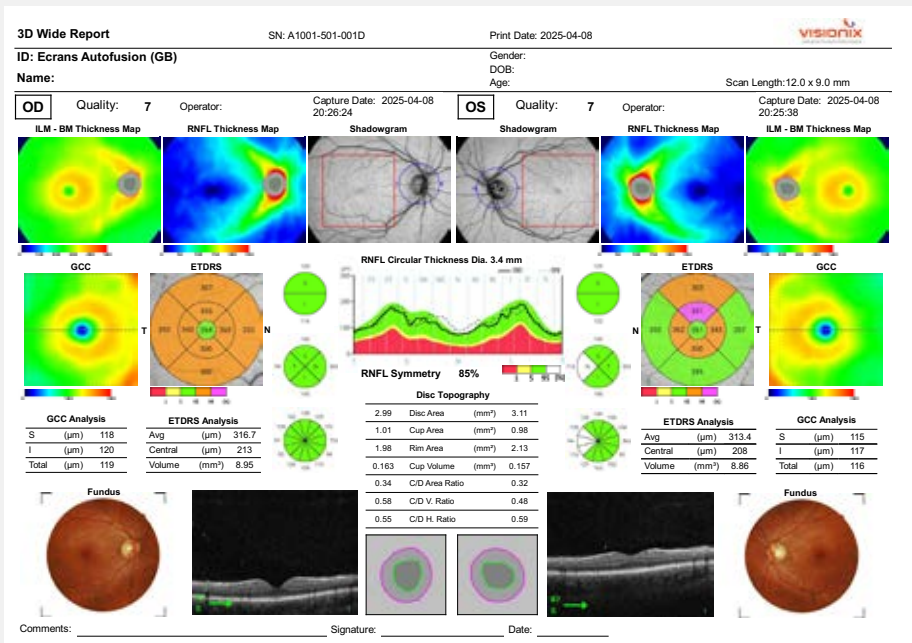 3D Wide Report SN: A1001-501-001D Print Date: 2025-04-08 VISIONIX
ID: Ecrans Autofusion (GB) Gender:
DOB:
Name: Age: Scan Length:12.0 x 9.0 mm
OD Quality: 7 Operator: Capture Date: 2025-04-08 20:26:24 OS Quality: 7 Operator: Capture Date: 2025-04-08 20:25:38
ILM - BM Thickness Map RNFL Thickness Map Shadowgram Shadowgram RNFL Thickness Map ILM - BM Thickness Map
RNFL Circular Thickness Dia. 3.4 mm
GCC ETDRS ETDRS GCC
T N N T
RNFL Symmetry 85%
Disc Topography
2.99 Disc Area (mm²) 3.11
1.01 Cup Area (mm²) 0.98
1.98 Rim Area (mm²) 2.13
0.163 Cup Volume (mm³) 0.157
0.34 C/D Area Ratio 0.32
0.58 C/D V. Ratio 0.48
0.55 C/D H. Ratio 0.59
GCC Analysis
S (µm) 118
I (µm) 120
Total (µm) 119
ETDRS Analysis
Avg (µm) 316.7
Central (µm) 213
Volume (mm³) 8.95
ETDRS Analysis
Avg (µm) 313.4
Central (µm) 208
Volume (mm³) 8.86
GCC Analysis
S (µm) 115
I (µm) 117
Total (µm) 116
Fundus Fundus
Comments: Signature: Date: